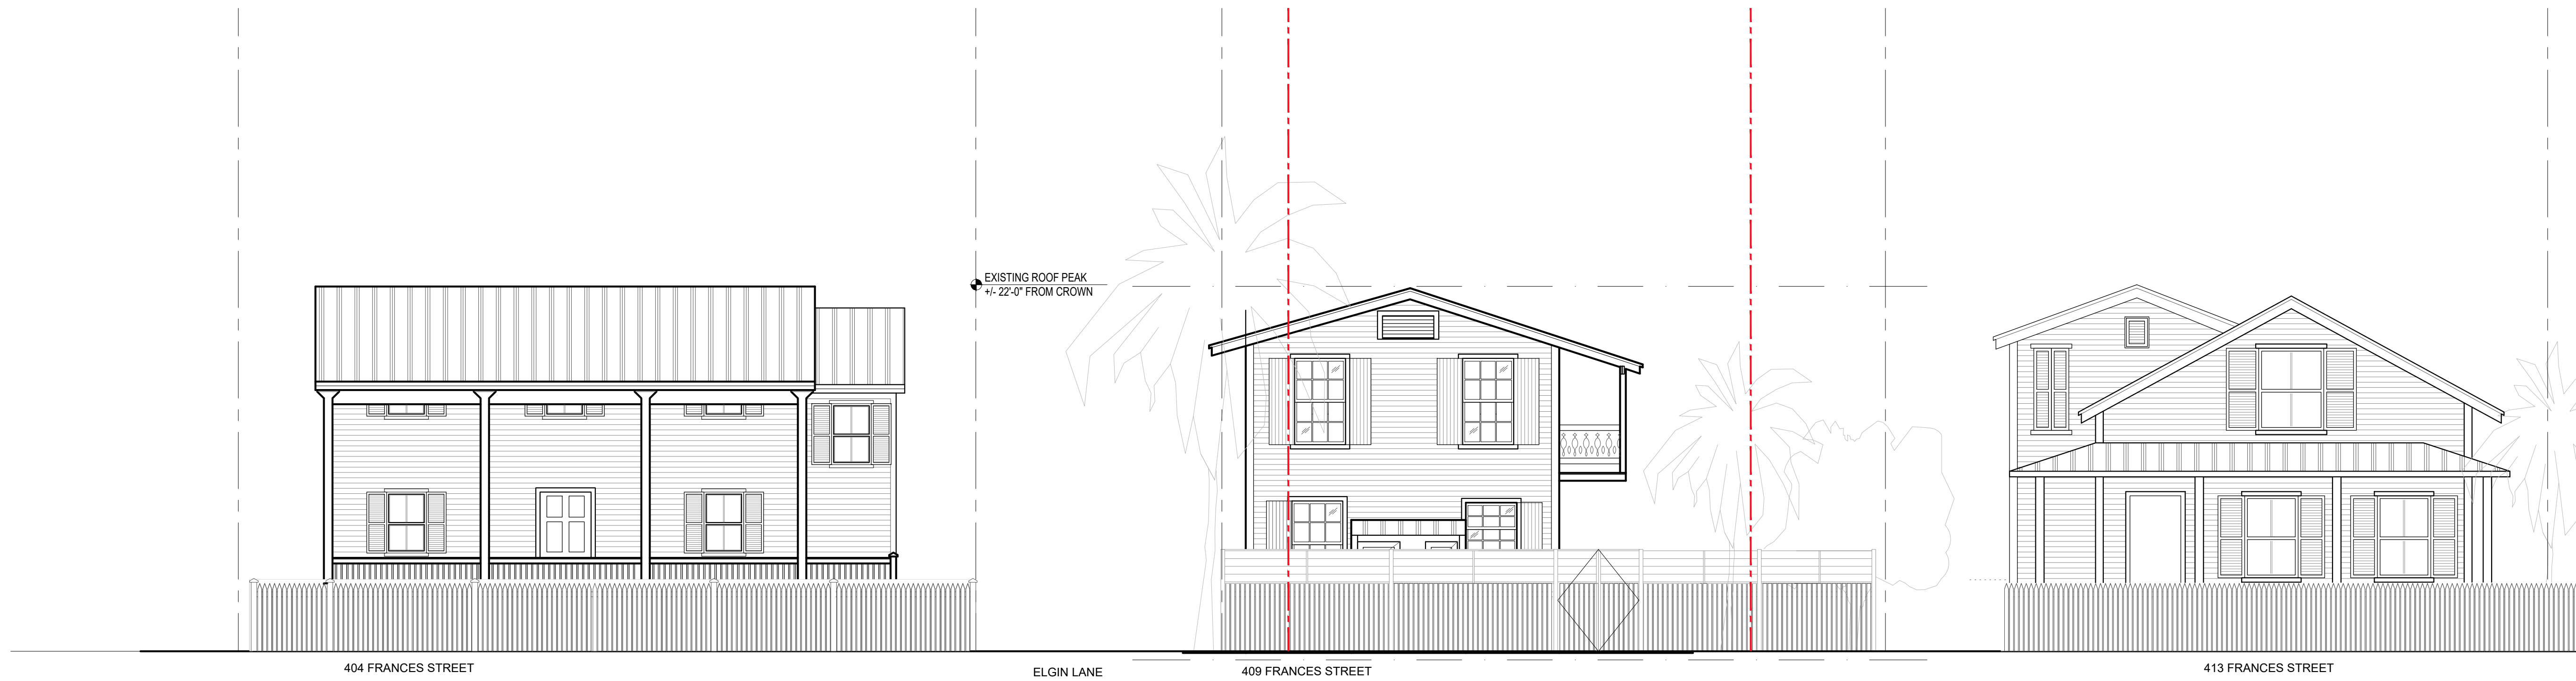 EXISTING ROOF PEAK
+/- 22'-0" FROM CROWN
404 FRANCES STREET
ELGIN LANE
409 FRANCES STREET
413 FRANCES STREET